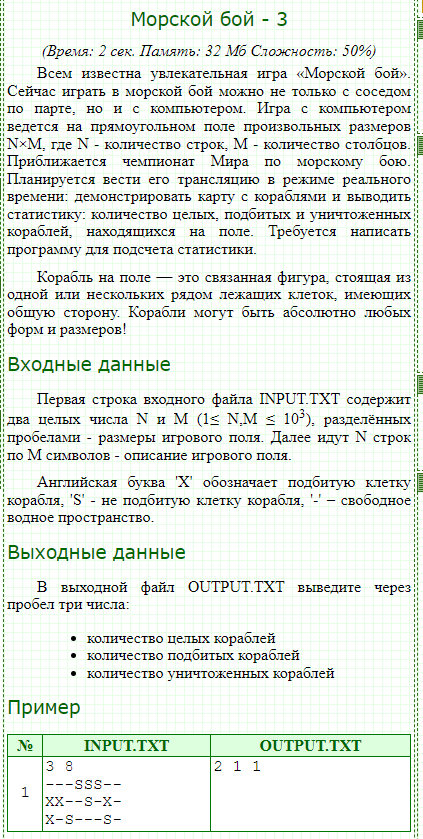 Морской бой - 3
(Время: 2 сек. Память: 32 Мб Сложность: 50%)
Всем известна увлекательная игра «Морской бой».
Сейчас играть в морской бой можно не только с соседом
по парте, но и с компьютером. Игра с компьютером
ведется на прямоугольном поле произвольных размеров
N×M, где N - количество строк, M - количество столбцов.
Приближается чемпионат Мира по морскому бою.
Планируется вести его трансляцию в режиме реального
времени: демонстрировать карту с кораблями и выводить
статистику: количество целых, подбитых и уничтоженных
кораблей, находящихся на поле. Требуется написать
программу для подсчета статистики.
Корабль на поле — это связанная фигура, стоящая из
одной или нескольких рядом лежащих клеток, имеющих
общую сторону. Корабли могут быть абсолютно любых
форм и размеров!
Входные данные
Первая строка входного файла INPUT.TXT содержит
два целых числа N и M (1≤ N,M ≤ 10³), разделённых
пробелами - размеры игрового поля. Далее идут N строк
по M символов - описание игрового поля.
Английская буква 'X' обозначает подбитую клетку
корабля, 'S' - не подбитую клетку корабля, '-' – свободное
водное пространство.
Выходные данные
В выходной файл OUTPUT.TXT выведите через
пробел три числа:
• количество целых кораблей
• количество подбитых кораблей
• количество уничтоженных кораблей
Пример
№ INPUT.TXT OUTPUT.TXT
1
3 8 2 1 1
---SSS--
XX--S-X-
X-S---S-